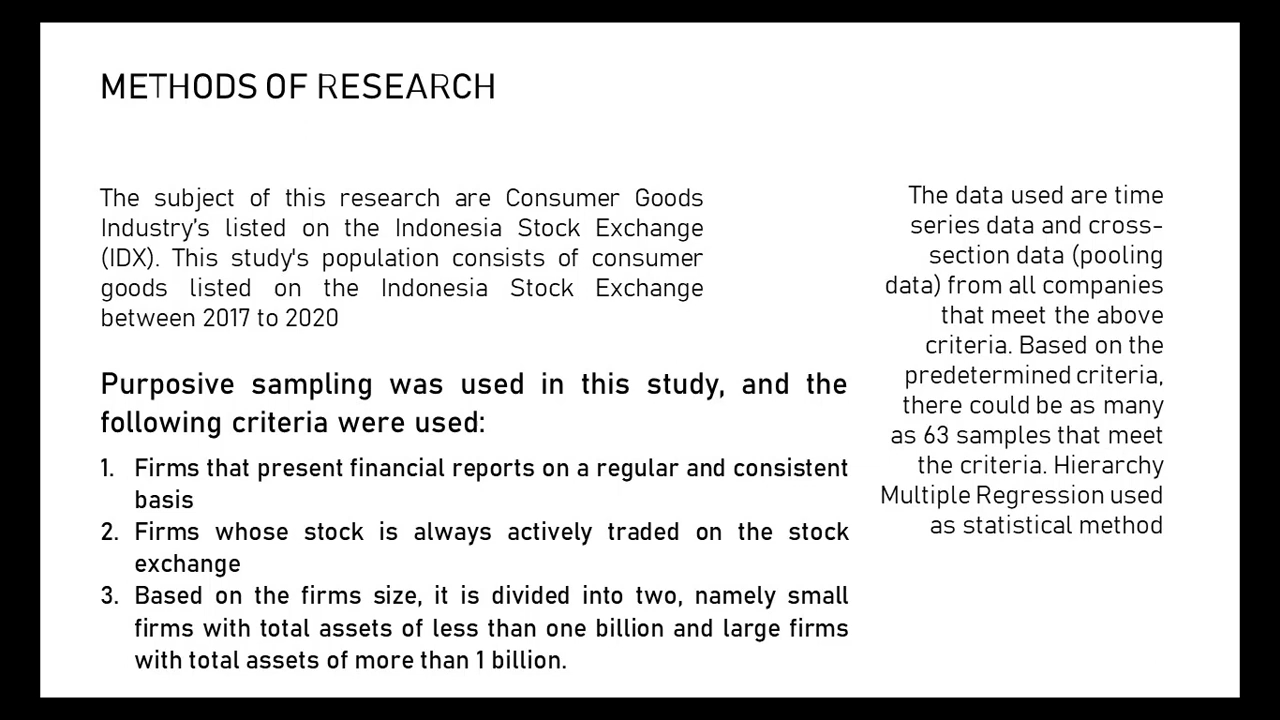 METHODS OF RESEARCH
The subject of this research are Consumer Goods
Industry's listed on the Indonesia Stock Exchange
(IDX). This study's population consists of consumer
goods listed on the Indonesia Stock Exchange
between 2017 to 2020
Purposive sampling was used in this study, and the
following criteria were used:
1. Firms that present financial reports on a regular and consistent
basis
2. Firms whose stock is always actively traded on the stock
exchange
3. Based on the firms size, it is divided into two, namely small
firms with total assets of less than one billion and large firms
with total assets of more than 1 billion.
The data used are time
series data and cross-
section data (pooling
data) from all companies
that meet the above
criteria. Based on the
predetermined criteria,
there could be as many
as 63 samples that meet
the criteria. Hierarchy
Multiple Regression used
as statistical method